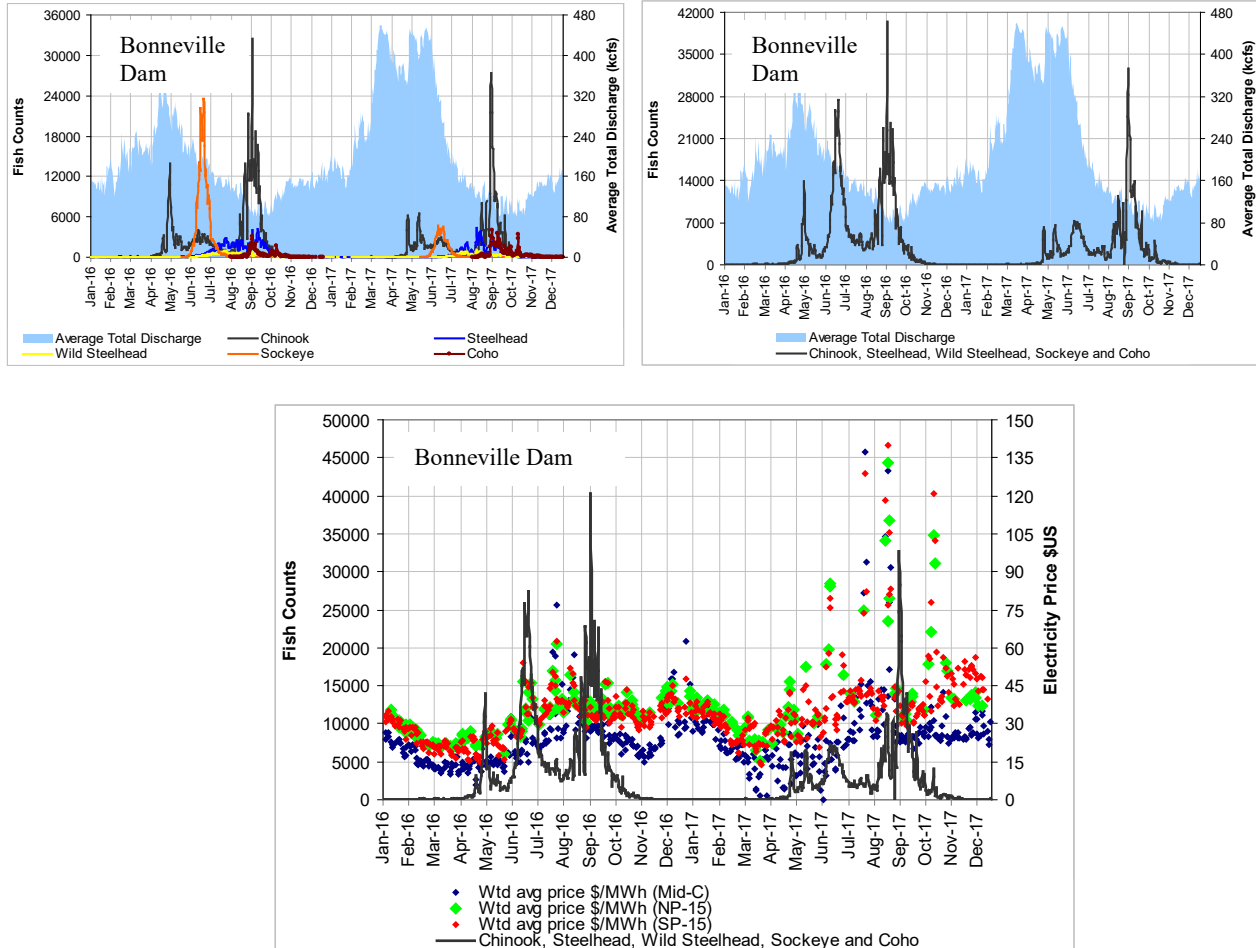 36000
30000
24000
18000
12000
6000
0
Fish Counts
Bonneville
Dam
480
400
320
240
160
80
0
Average Total Discharge (kcfs)
Jan-16
Feb-16
Mar-16
Apr-16
May-16
Jun-16
Jul-16
Aug-16
Sep-16
Oct-16
Nov-16
Dec-16
Jan-17
Feb-17
Mar-17
Apr-17
May-17
Jun-17
Jul-17
Aug-17
Sep-17
Oct-17
Nov-17
Dec-17
Average Total Discharge Chinook Steelhead
Wild Steelhead Sockeye Coho
42000
35000
28000
21000
14000
7000
0
Fish Counts
Bonneville
Dam
480
400
320
240
160
80
0
Average Total Discharge (kcfs)
Jan-16
Feb-16
Mar-16
Apr-16
May-16
Jun-16
Jul-16
Aug-16
Sep-16
Oct-16
Nov-16
Dec-16
Jan-17
Feb-17
Mar-17
Apr-17
May-17
Jun-17
Jul-17
Aug-17
Sep-17
Oct-17
Nov-17
Dec-17
Average Total Discharge
Chinook, Steelhead, Wild Steelhead, Sockeye and Coho
50000
45000
40000
35000
30000
25000
20000
15000
10000
5000
0
Fish Counts
Bonneville Dam
150
135
120
105
90
75
60
45
30
15
0
Electricity Price $US
Jan-16
Feb-16
Mar-16
Apr-16
May-16
Jun-16
Jul-16
Aug-16
Sep-16
Oct-16
Nov-16
Dec-16
Jan-17
Feb-17
Mar-17
Apr-17
May-17
Jun-17
Jul-17
Aug-17
Sep-17
Oct-17
Nov-17
Dec-17
Wtd avg price $/MWh (Mid-C)
Wtd avg price $/MWh (NP-15)
Wtd avg price $/MWh (SP-15)
Chinook, Steelhead, Wild Steelhead, Sockeye and Coho